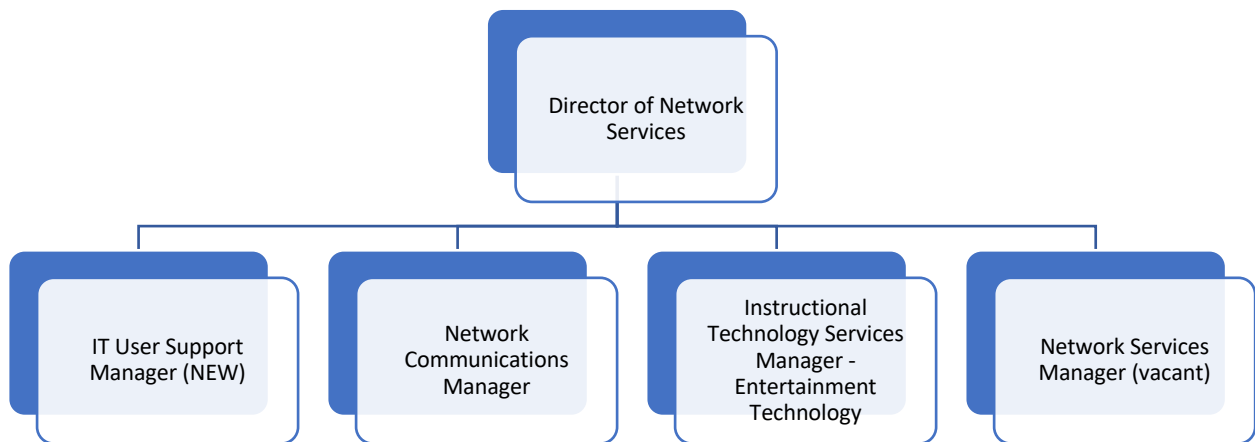 Director of Network
Services
IT User Support
Manager (NEW)
Network
Communications
Manager
Instructional
Technology Services
Manager -
Entertainment
Technology
Network Services
Manager (vacant)